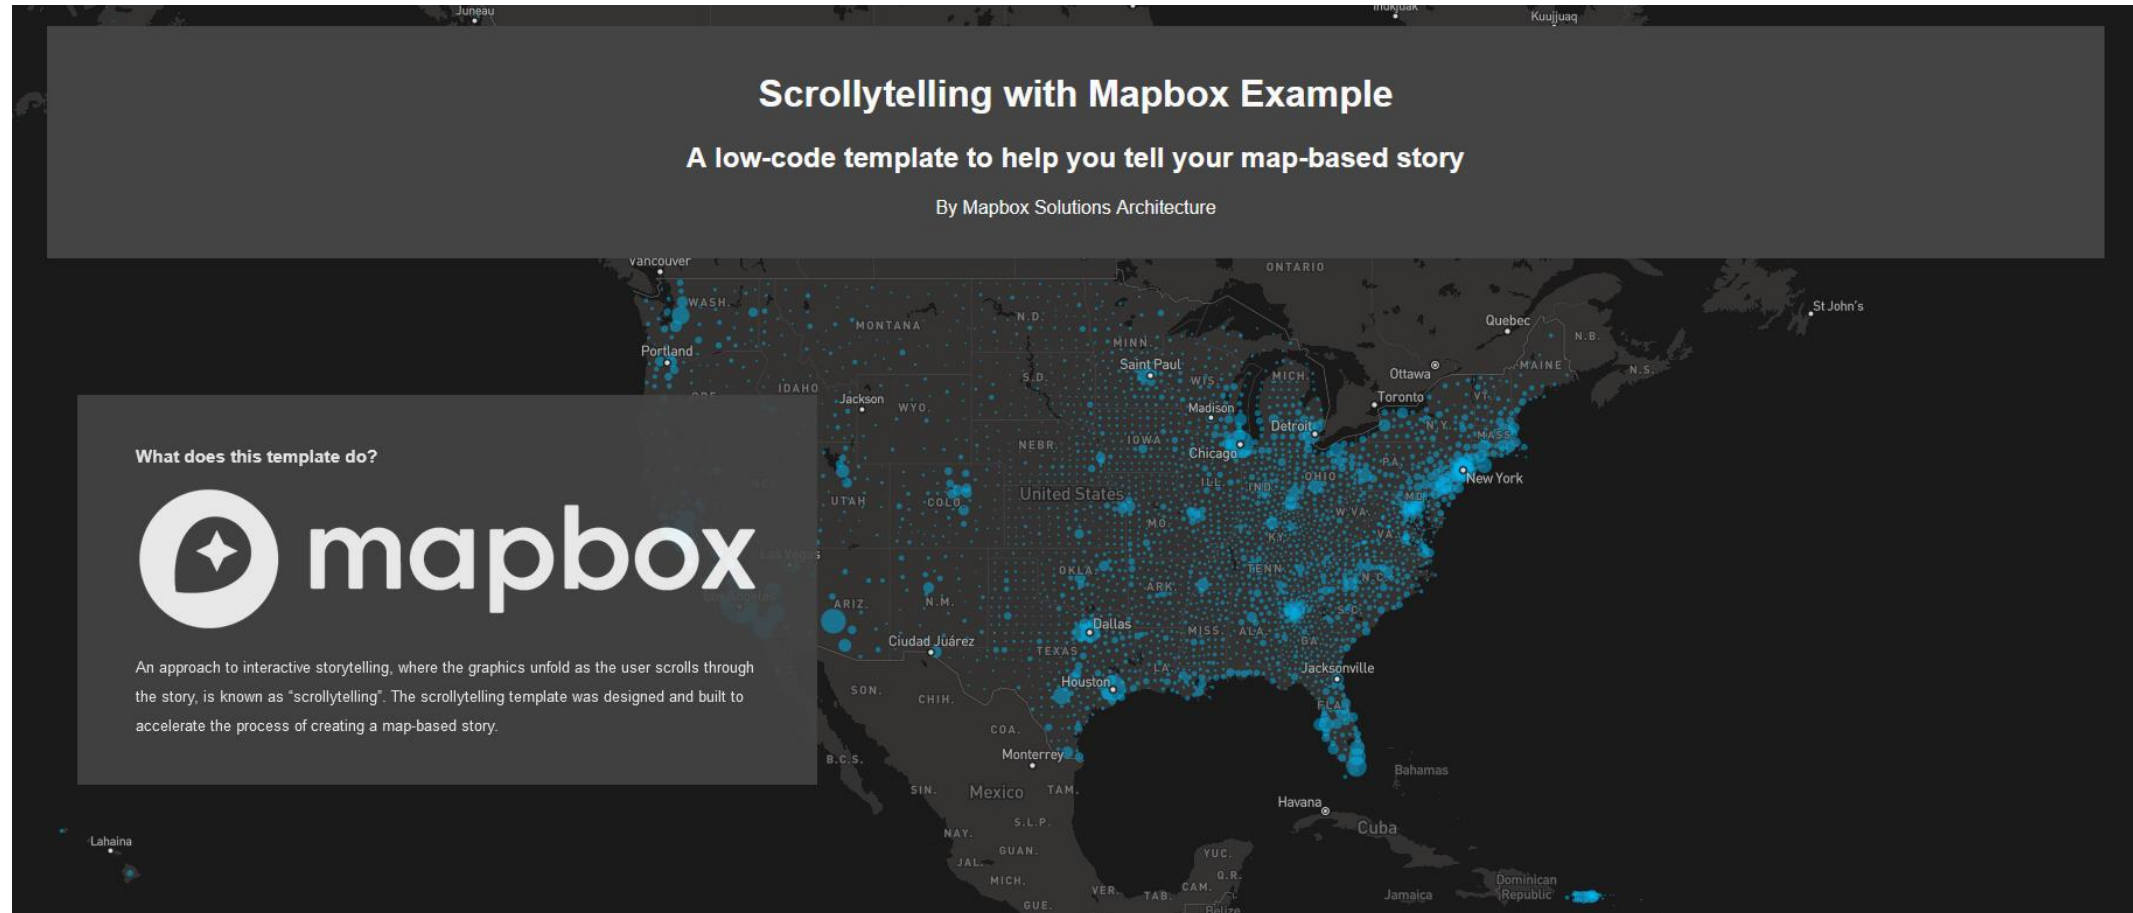 Juneau
Kuujjuaq
Scrollytelling with Mapbox Example
A low-code template to help you tell your map-based story
By Mapbox Solutions Architecture
Vancouver
ONTARIO
WASH.
St John's
N.D.
MONTANA
Quebec
N.B.
MINN.
Portland
Saint Paul
MAINE
N.S.
Ottawa
S.D.
WIS.
MICH.
IDAHO
Jackson
WYO.
Toronto
VT.
Madison
Detroit
N.Y.
MASS.
NEBR.
IOWA
Chicago
What does this template do?
PA.
OHIO
New York
ILL.
IND.
United States
UTAH
COLO.
MD.
W.VA.
MO.
mapbox
KY.
VA.
Las Vegas
OKLA.
TENN.
ARK.
N.C.
Los Angeles
ARIZ.
N.M.
S.C.
Dallas
MISS.
ALA.
Ciudad Juárez
GA.
TEXAS
An approach to interactive storytelling, where the graphics unfold as the user scrolls through
the story, is known as “scrollytelling”. The scrollytelling template was designed and built to
accelerate the process of creating a map-based story.
LA.
Jacksonville
Houston
SON.
CHIH.
FLA.
COA.
Monterrey
B.C.S.
Bahamas
SIN.
Mexico
TAM.
Havana
S.L.P.
Cuba
NAY.
Lahaina
GUAN.
YUC.
JAL.
MICH.
Q.R.
CAM.
VER.
TAB.
Dominican
Republic
Jamaica
GUE.
Belize